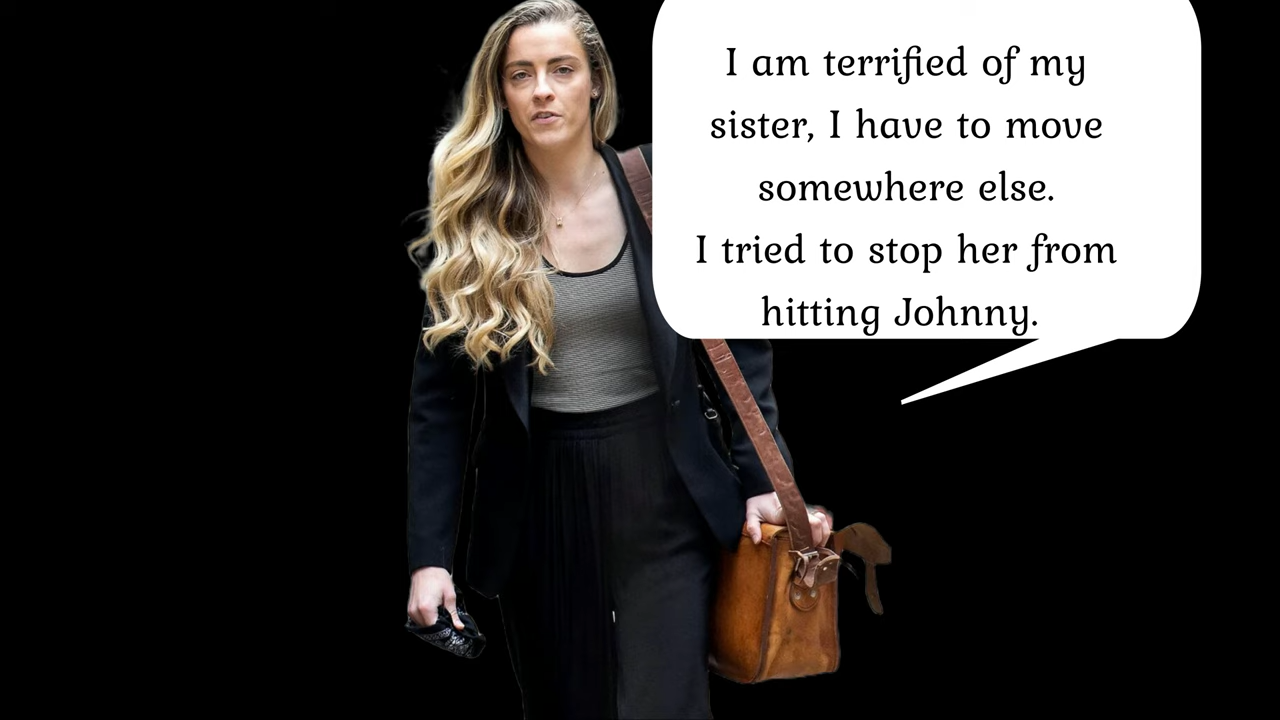 I am terrified of my
sister, I have to move
somewhere else.
I tried to stop her from
hitting Johnny.